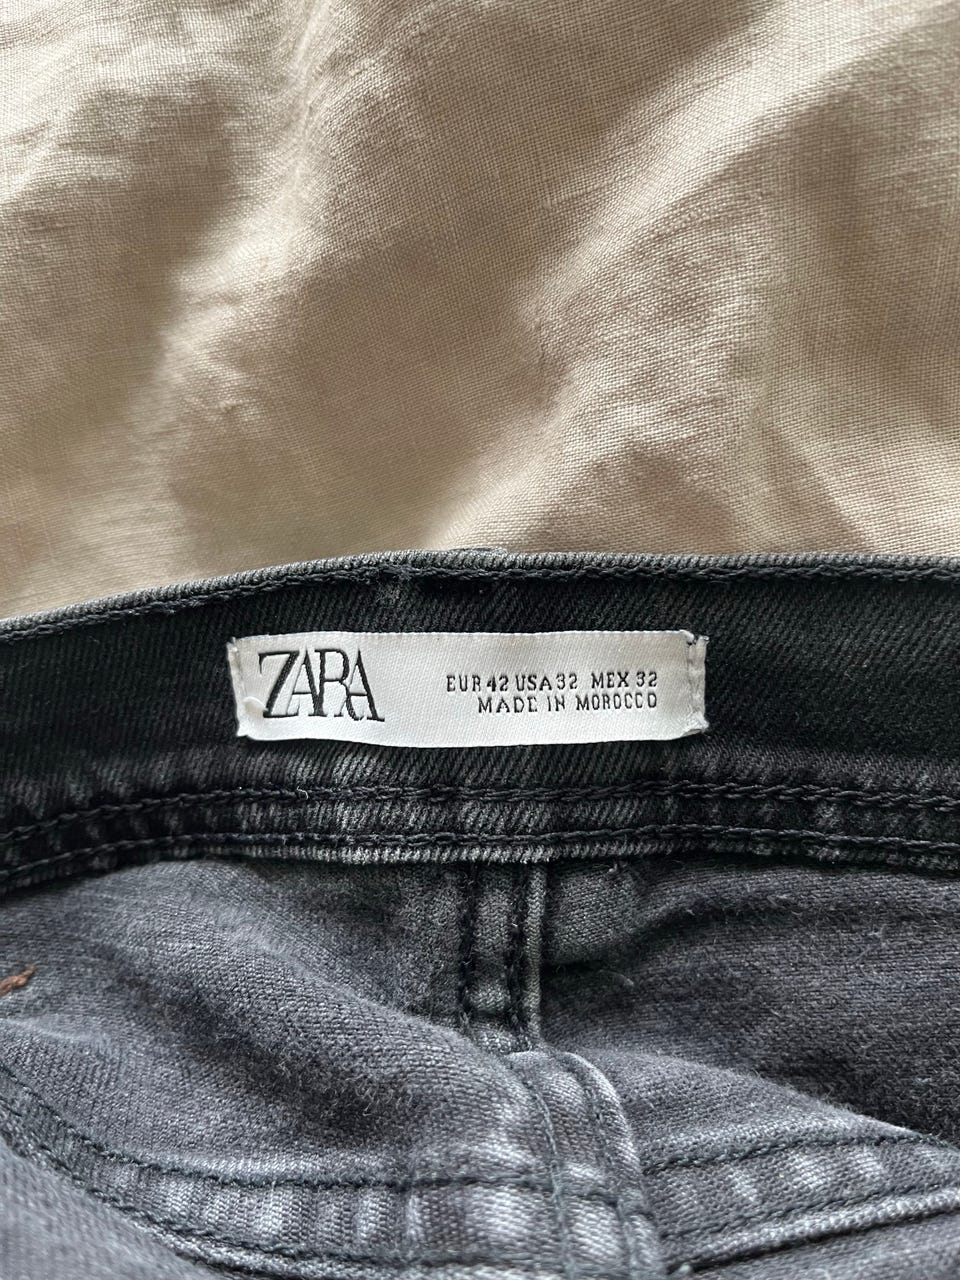 ZARA
EUR 42 USA 32 MEX 32
MADE IN MOROCCO